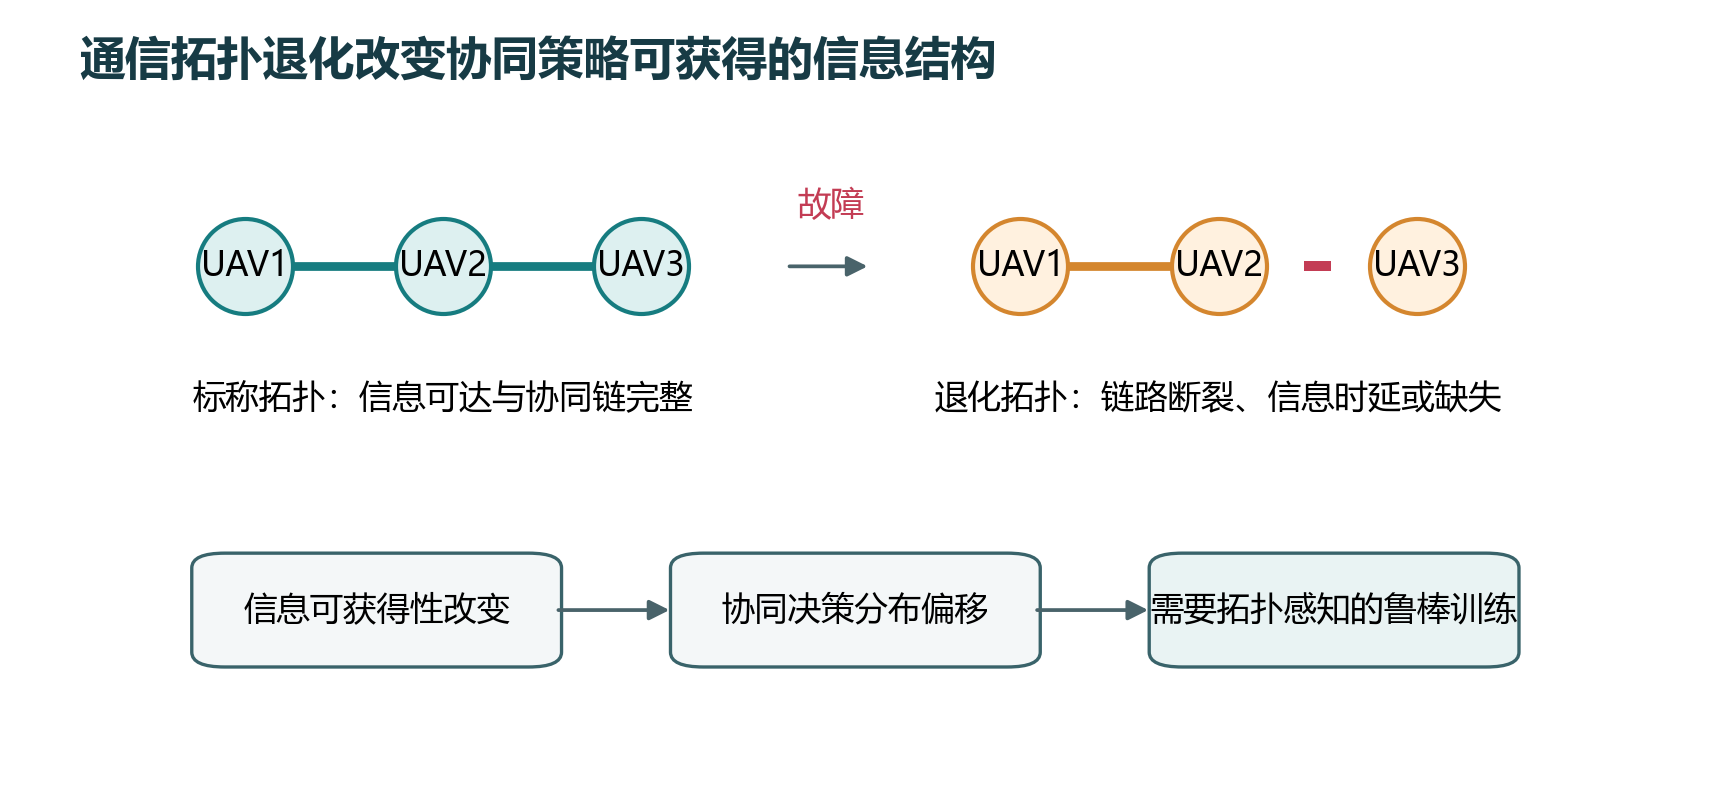 通信拓扑退化改变协同策略可获得的信息结构
故障
UAV1
UAV2
UAV3
UAV1
UAV2
UAV3
标称拓扑：信息可达与协同链完整
退化拓扑：链路断裂、信息时延或缺失
信息可获得性改变
协同决策分布偏移
需要拓扑感知的鲁棒训练